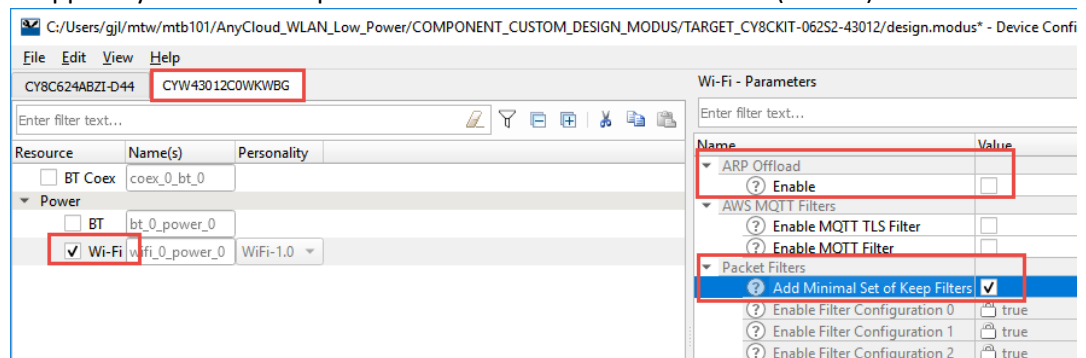 C:/Users/gjl/mtw/mtb101/AnyCloud_WLAN_Low_Power/COMPONENT_CUSTOM_DESIGN_MODUS/TARGET_CY8CKIT-062S2-43012/design.modus* - Device Confi
File Edit View Help
CY8C624ABZI-D44 CYW43012C0WKWBG
Enter filter text...
Resource Name(s) Personality
BT Coex coex_0_bt_0
Power
BT bt_0_power_0
Wi-Fi wifi_0_power_0 WiFi-1.0
Wi-Fi - Parameters
Enter filter text...
Name Value
ARP Offload
Enable
AWS MQTT Filters
Enable MQTT TLS Filter
Enable MQTT Filter
Packet Filters
Add Minimal Set of Keep Filters
Enable Filter Configuration 0 true
Enable Filter Configuration 1 true
Enable Filter Configuration 2 true